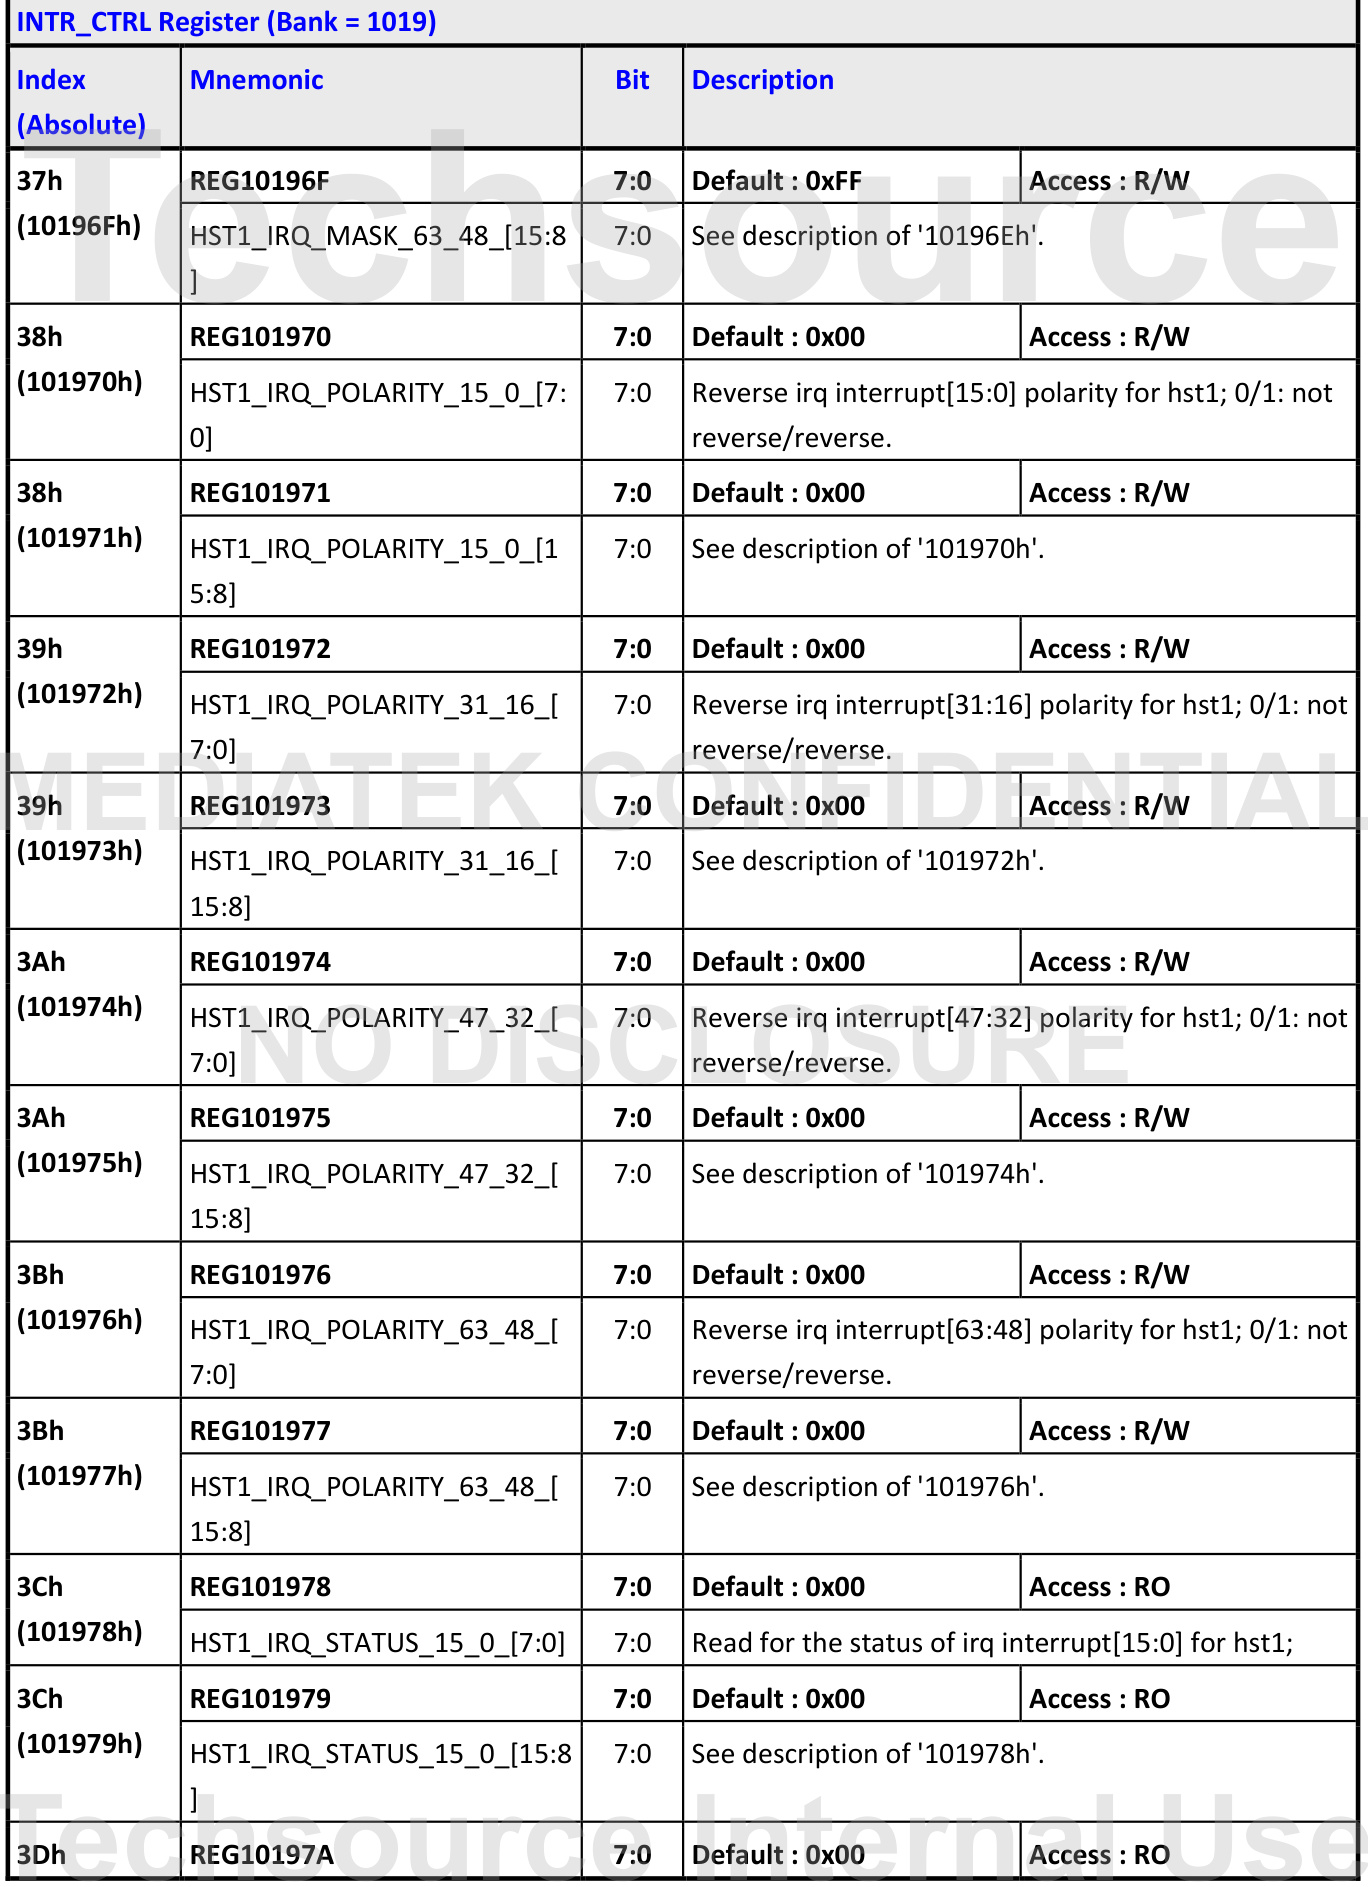 INTR_CTRL Register (Bank = 1019)
Index (Absolute) Mnemonic Bit Description
37h (10196Fh) REG10196F 7:0 Default : 0xFF Access : R/W
HST1_IRQ_MASK_63_48_[15:8] 7:0 See description of '10196Eh'.
38h (101970h) REG101970 7:0 Default : 0x00 Access : R/W
HST1_IRQ_POLARITY_15_0_[7:0] 7:0 Reverse irq interrupt[15:0] polarity for hst1; 0/1: not reverse/reverse.
38h (101971h) REG101971 7:0 Default : 0x00 Access : R/W
HST1_IRQ_POLARITY_15_0_[15:8] 7:0 See description of '101970h'.
39h (101972h) REG101972 7:0 Default : 0x00 Access : R/W
HST1_IRQ_POLARITY_31_16_[7:0] 7:0 Reverse irq interrupt[31:16] polarity for hst1; 0/1: not reverse/reverse.
39h (101973h) REG101973 7:0 Default : 0x00 Access : R/W
HST1_IRQ_POLARITY_31_16_[15:8] 7:0 See description of '101972h'.
3Ah (101974h) REG101974 7:0 Default : 0x00 Access : R/W
HST1_IRQ_POLARITY_47_32_[7:0] 7:0 Reverse irq interrupt[47:32] polarity for hst1; 0/1: not reverse/reverse.
3Ah (101975h) REG101975 7:0 Default : 0x00 Access : R/W
HST1_IRQ_POLARITY_47_32_[15:8] 7:0 See description of '101974h'.
3Bh (101976h) REG101976 7:0 Default : 0x00 Access : R/W
HST1_IRQ_POLARITY_63_48_[7:0] 7:0 Reverse irq interrupt[63:48] polarity for hst1; 0/1: not reverse/reverse.
3Bh (101977h) REG101977 7:0 Default : 0x00 Access : R/W
HST1_IRQ_POLARITY_63_48_[15:8] 7:0 See description of '101976h'.
3Ch (101978h) REG101978 7:0 Default : 0x00 Access : RO
HST1_IRQ_STATUS_15_0_[7:0] 7:0 Read for the status of irq interrupt[15:0] for hst1;
3Ch (101979h) REG101979 7:0 Default : 0x00 Access : RO
HST1_IRQ_STATUS_15_0_[15:8] 7:0 See description of '101978h'.
3Dh REG10197A 7:0 Default : 0x00 Access : RO
Techsource
MEDIATEK CONFIDENTIAL
NO DISCLOSURE
Techsource Internal Use